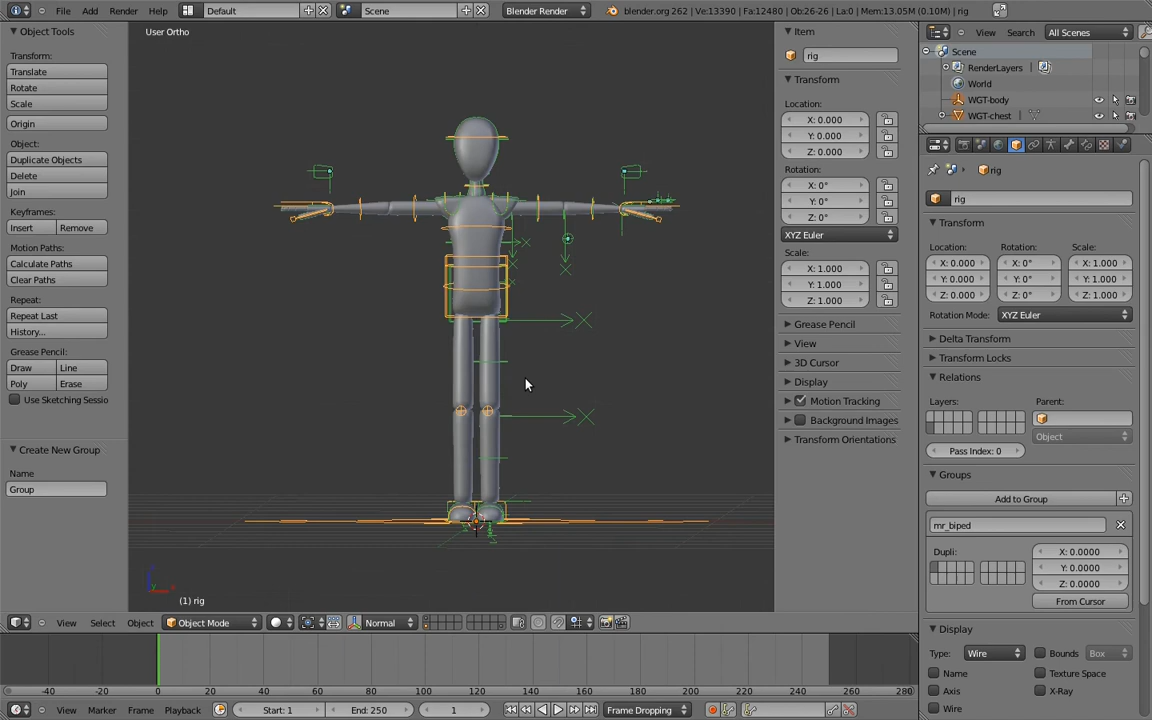 File Add Render Help Default Scene Blender Render blender.org 262 | Ve:13390 | Fa:12480 | Ob:26-26 | La:0 | Mem:13.05M (0.10M) | rig
Object Tools
Transform:
Translate
Rotate
Scale
Origin
Object:
Duplicate Objects
Delete
Join
Keyframes:
Insert Remove
Motion Paths:
Calculate Paths
Clear Paths
Repeat:
Repeat Last
History...
Grease Pencil:
Draw Line
Poly Erase
Use Sketching Sessio
Create New Group
Name
Group
User Ortho
(1) rig
Item
rig
Transform
Location:
X: 0.000
Y: 0.000
Z: 0.000
Rotation:
X: 0°
Y: 0°
Z: 0°
XYZ Euler
Scale:
X: 1.000
Y: 1.000
Z: 1.000
Grease Pencil
View
3D Cursor
Display
Motion Tracking
Background Images
Transform Orientations
View Search All Scenes
Scene
RenderLayers
World
WGT-body
WGT-chest
rig
rig
Transform
Location: Rotation: Scale:
X: 0.000 X: 0° X: 1.000
Y: 0.000 Y: 0° Y: 1.000
Z: 0.000 Z: 0° Z: 1.000
Rotation Mode: XYZ Euler
Delta Transform
Transform Locks
Relations
Layers: Parent:
Object
Pass Index: 0
Groups
Add to Group
mr_biped
Dupli: X: 0.0000
Y: 0.0000
Z: 0.0000
From Cursor
Display
Type: Wire Bounds Box
Name Texture Space
Axis X-Ray
Wire
View Select Object Object Mode Normal
-40 -20 0 20 40 60 80 100 120 140 160 180 200 220 240 260 280
View Marker Frame Playback Start: 1 End: 250 1 Frame Dropping